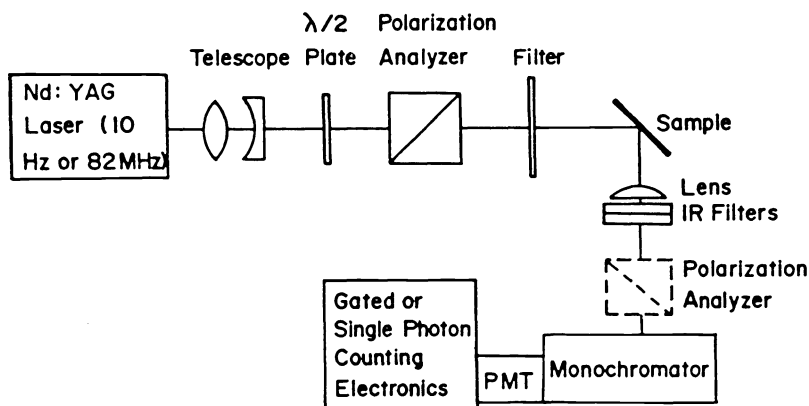 λ/2 Polarization
Telescope Plate Analyzer Filter
Nd: YAG
Laser (10
Hz or 82MHz)
Sample
Lens
IR Filters
Polarization
Analyzer
Gated or
Single Photon
Counting
Electronics
PMT
Monochromator